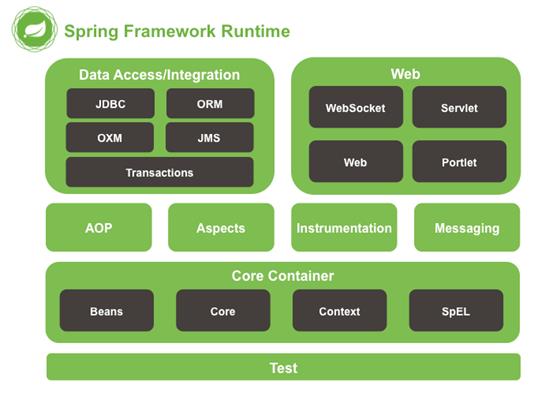 Spring Framework Runtime
Data Access/Integration
JDBC
ORM
OXM
JMS
Transactions
Web
WebSocket
Servlet
Web
Portlet
AOP
Aspects
Instrumentation
Messaging
Core Container
Beans
Core
Context
SpEL
Test